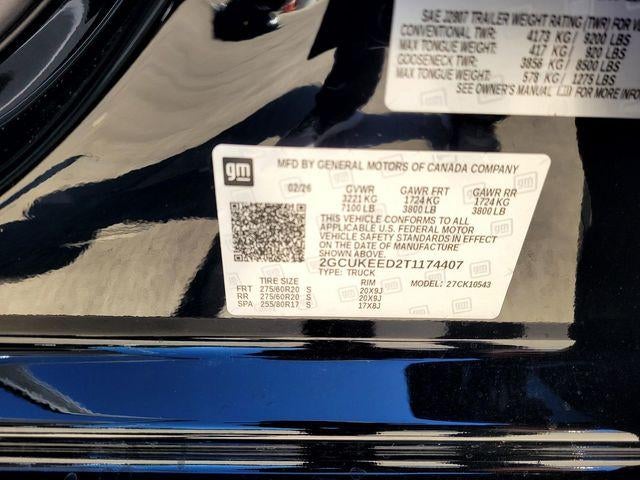 SAE J2807 TRAILER WEIGHT RATING (TWR) FOR
CONVENTIONAL TWR: 4173 KG / 9200 LBS
MAX TONGUE WEIGHT: 417 KG / 920 LBS
GOOSENECK TWR: 3856 KG / 8500 LBS
MAX TONGUE WEIGHT: 578 KG / 1275 LBS
SEE OWNER'S MANUAL FOR MORE INFO
gm
MFD BY GENERAL MOTORS OF CANADA COMPANY
02/26 GVWR GAWR FRT GAWR RR
3221 KG 1724 KG 1724 KG
7100 LB 3800 LB 3800 LB
THIS VEHICLE CONFORMS TO ALL
APPLICABLE U.S. FEDERAL MOTOR
VEHICLE SAFETY STANDARDS IN EFFECT
ON THE DATE OF MANUFACTURE
SHOWN ABOVE.
2GCUKEED2T1174407
TYPE: TRUCK
MODEL: 27CK10543
TIRE SIZE RIM
FRT 275/60R20 S 20X9J
RR 275/60R20 S 20X9J
SPA 255/80R17 S 17X8J